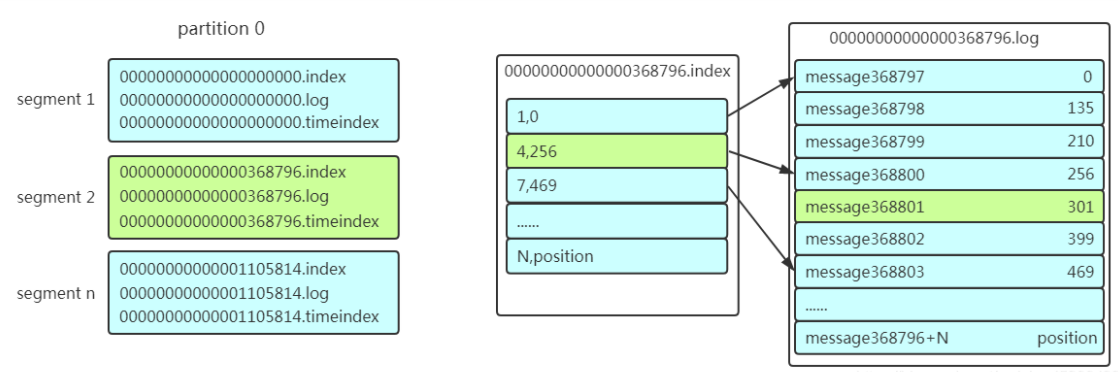 partition 0
segment 1
00000000000000000000.index
00000000000000000000.log
00000000000000000000.timeindex
segment 2
00000000000000368796.index
00000000000000368796.log
00000000000000368796.timeindex
segment n
00000000000001105814.index
00000000000001105814.log
00000000000001105814.timeindex
00000000000000368796.index
1,0
4,256
7,469
......
N,position
00000000000000368796.log
message368797 0
message368798 135
message368799 210
message368800 256
message368801 301
message368802 399
message368803 469
......
message368796+N position